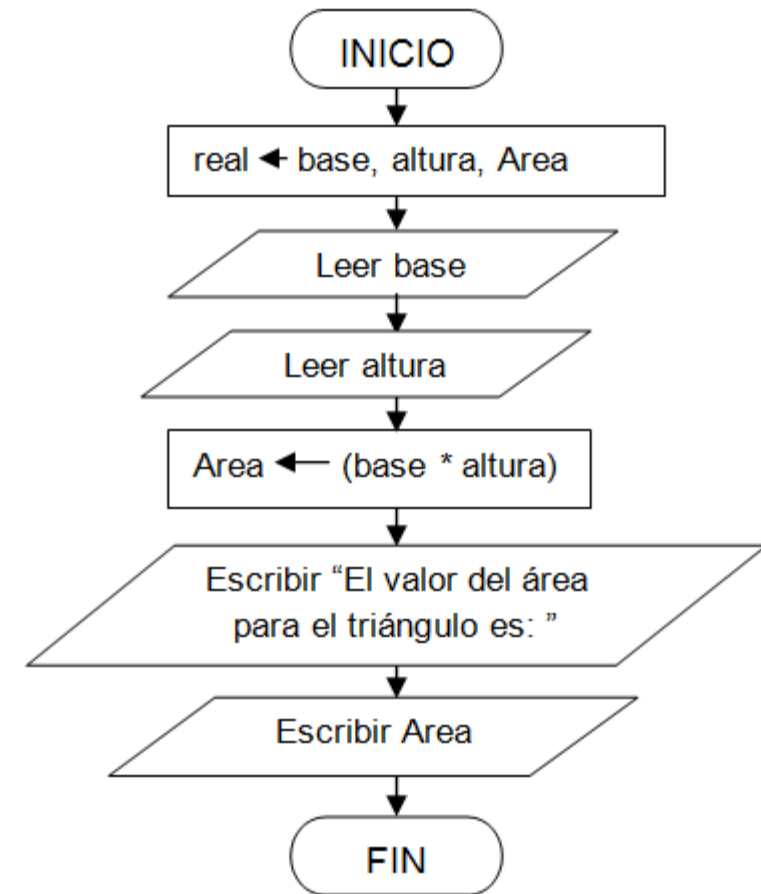 INICIO
real ← base, altura, Area
Leer base
Leer altura
Area ← (base * altura)
Escribir “El valor del área
para el triángulo es: ”
Escribir Area
FIN